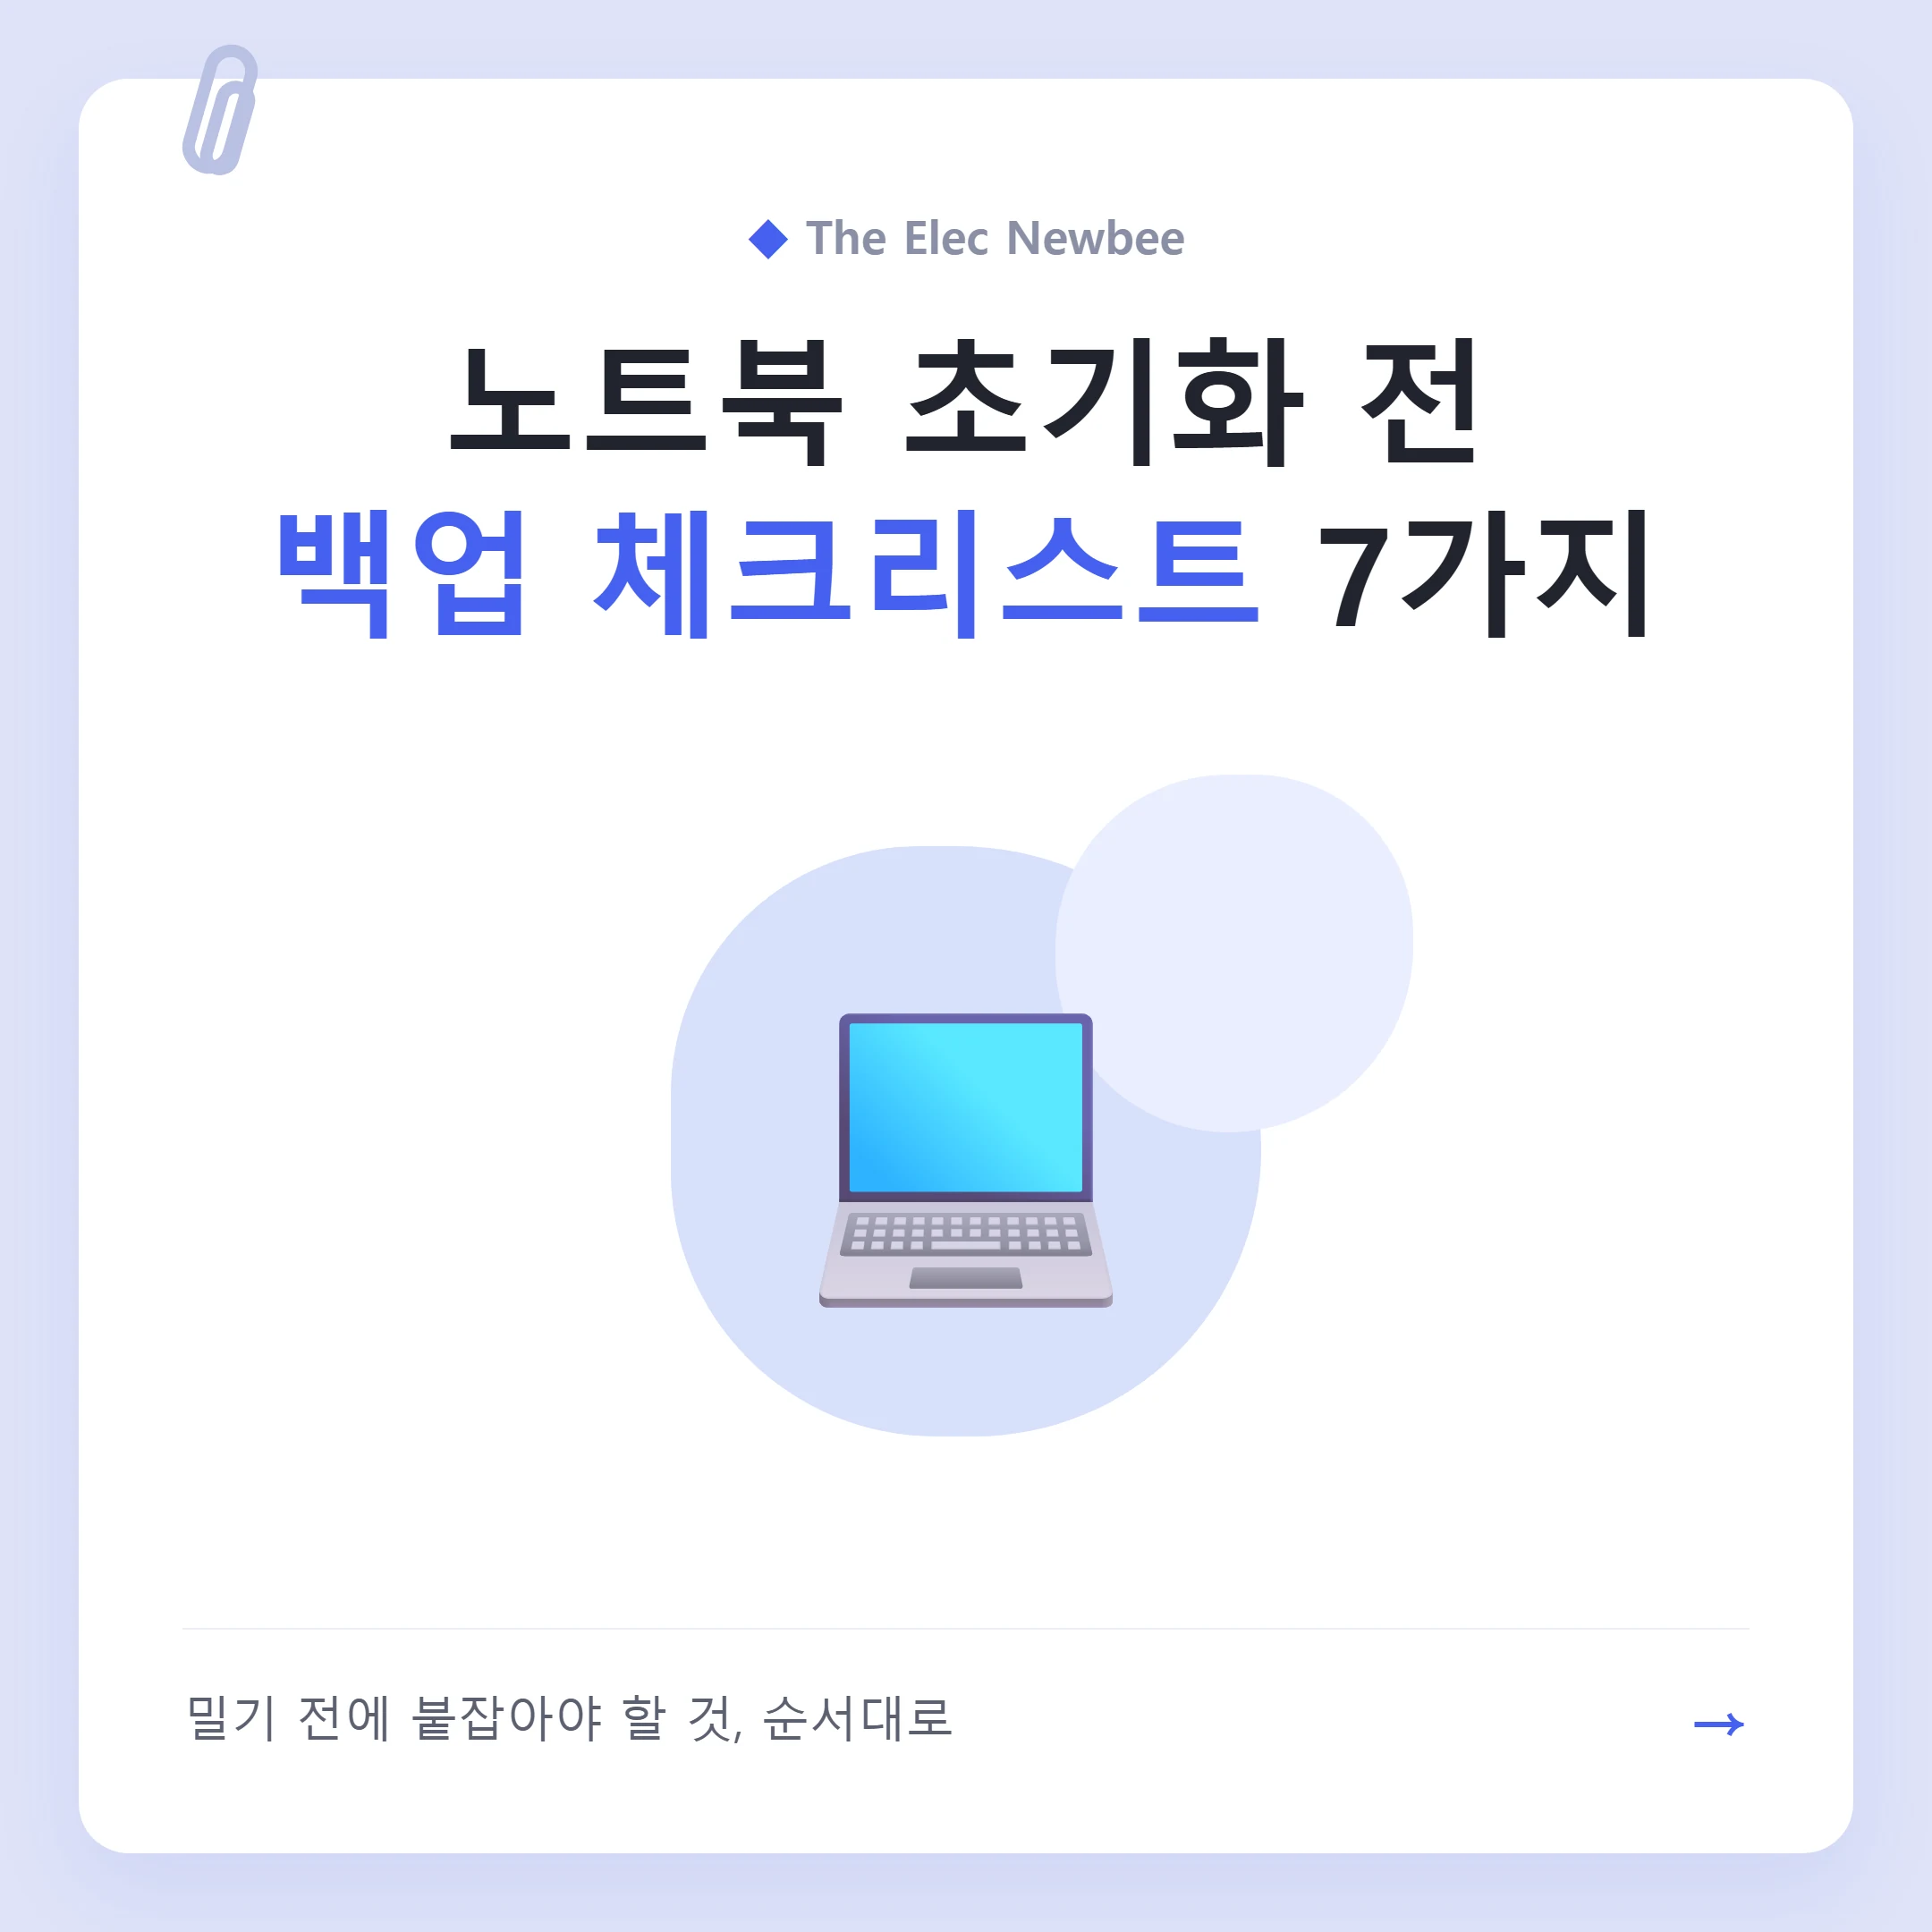 The Elec Newbee
노트북 초기화 전
백업 체크리스트 7가지
밀기 전에 붙잡아야 할 것, 순서대로 →